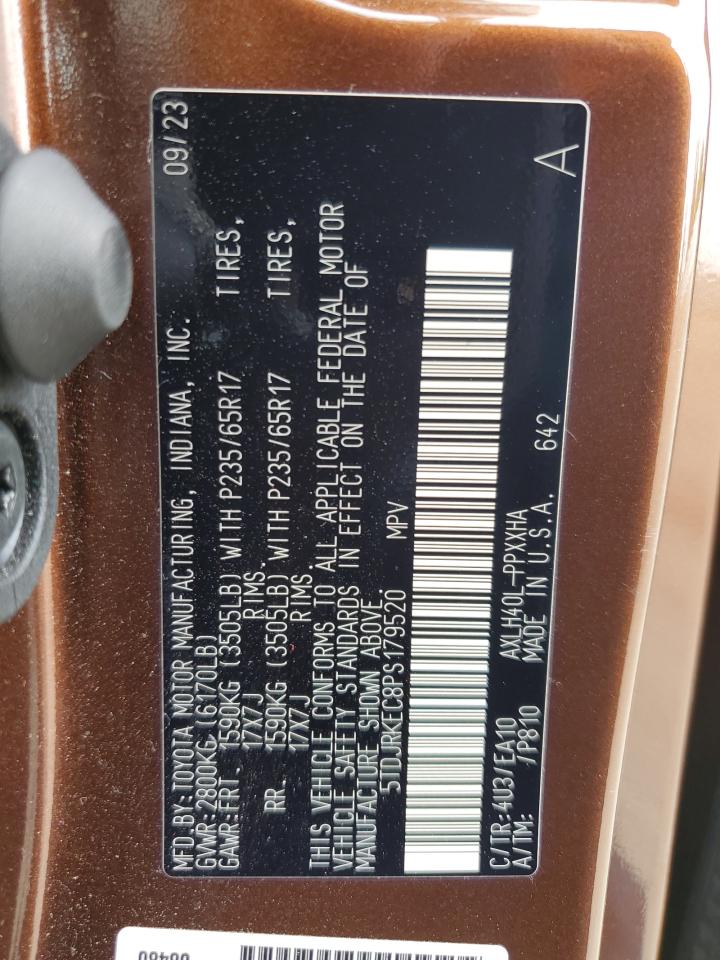 MFD.BY:TOYOTA MOTOR MANUFACTURING, INDIANA, INC. 09/23
GVWR:2800KG (6170LB)
GAWR:FRT. 1590KG (3505LB) WITH P235/65R17 TIRES,
17X7J RIMS.
RR. 1590KG (3505LB) WITH P235/65R17 TIRES,
17X7J RIMS
THIS VEHICLE CONFORMS TO ALL APPLICABLE FEDERAL MOTOR
VEHICLE SAFETY STANDARDS IN EFFECT ON THE DATE OF
MANUFACTURE SHOWN ABOVE
5TDJRKEC8PS179520 MPV
C/TR:4U3/EA10 AXLH40L-PPXXHA
A/TM: /P810 MADE IN U.S.A. 642 A